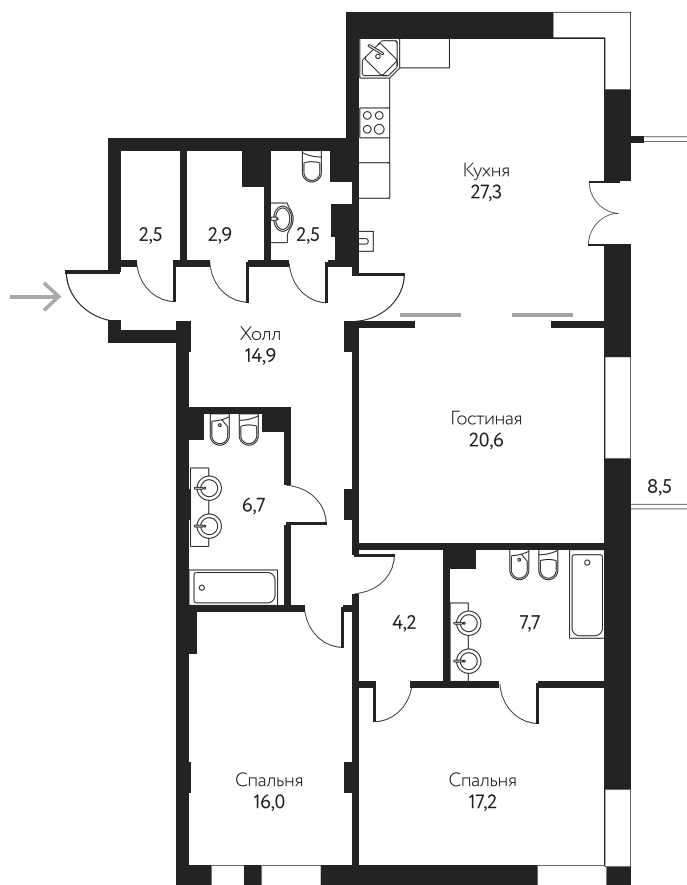 Кухня
27,3
2,5
2,9
2,5
Холл
14,9
Гостиная
20,6
8,5
6,7
4,2
7,7
Спальня
16,0
Спальня
17,2